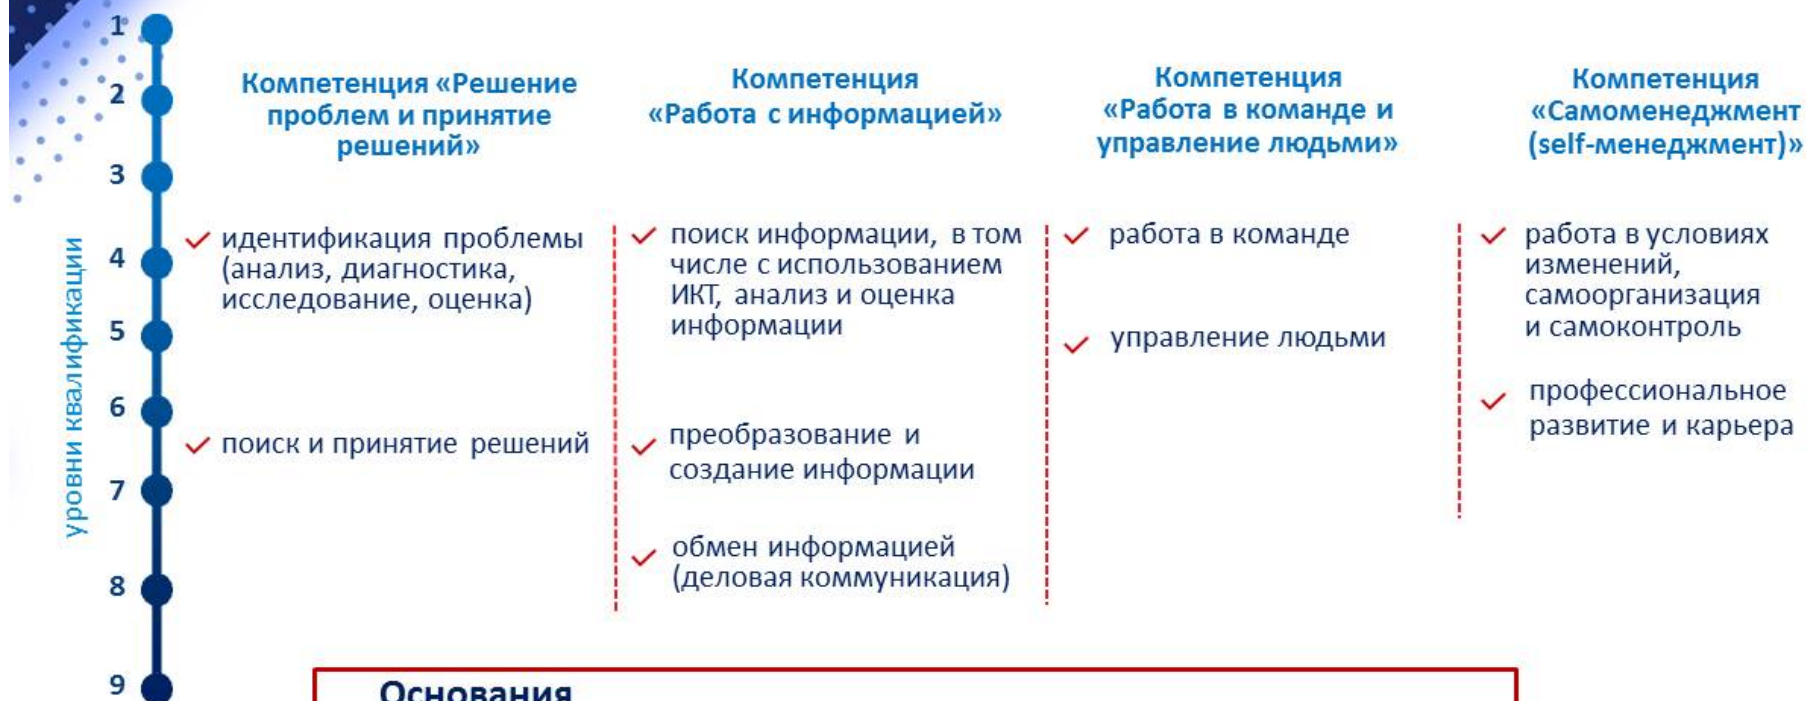 1
2
3
4
5
6
7
8
9
уровни квалификации
Компетенция «Решение
проблем и принятие
решений»
идентификация проблемы
(анализ, диагностика,
исследование, оценка)
поиск и принятие решений
Компетенция
«Работа с информацией»
поиск информации, в том
числе с использованием
ИКТ, анализ и оценка
информации
преобразование и
создание информации
обмен информацией
(деловая коммуникация)
Компетенция
«Работа в команде и
управление людьми»
работа в команде
управление людьми
Компетенция
«Самоменеджмент
(self-менеджмент)»
работа в условиях
изменений,
самоорганизация
и самоконтроль
профессиональное
развитие и карьера
Основания